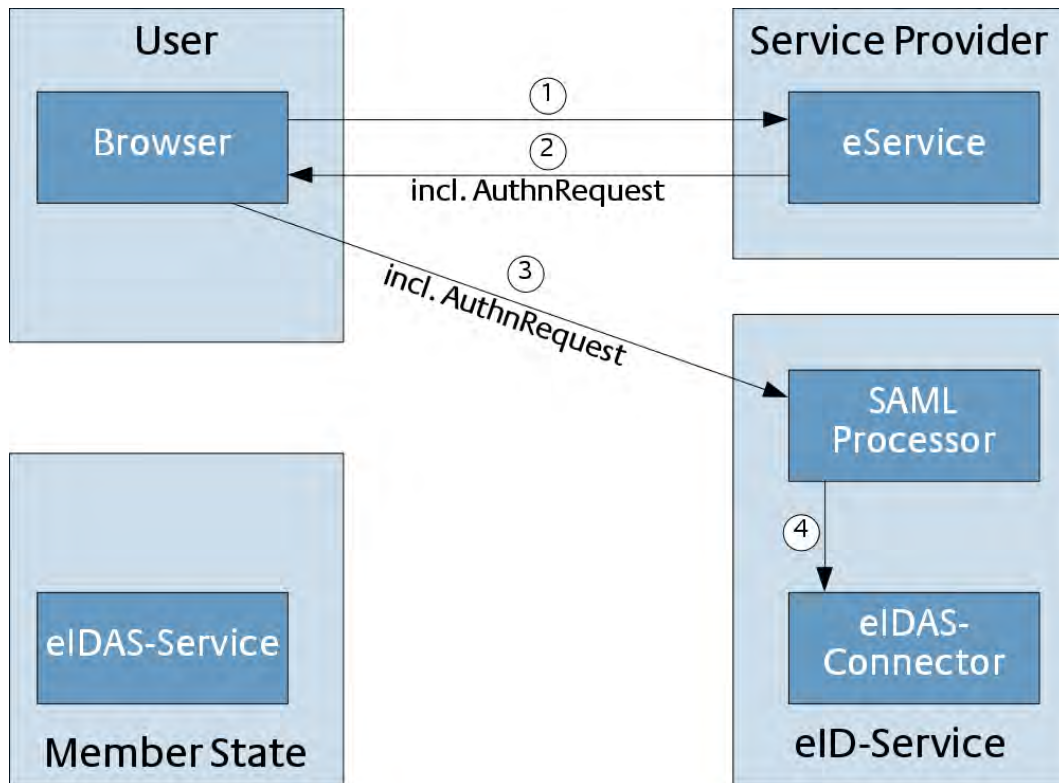 User
Browser
Service Provider
eService
1
2
incl. AuthnRequest
3
incl. AuthnRequest
SAML
Processor
4
eIDAS-
Connector
eID-Service
eIDAS-Service
Member State